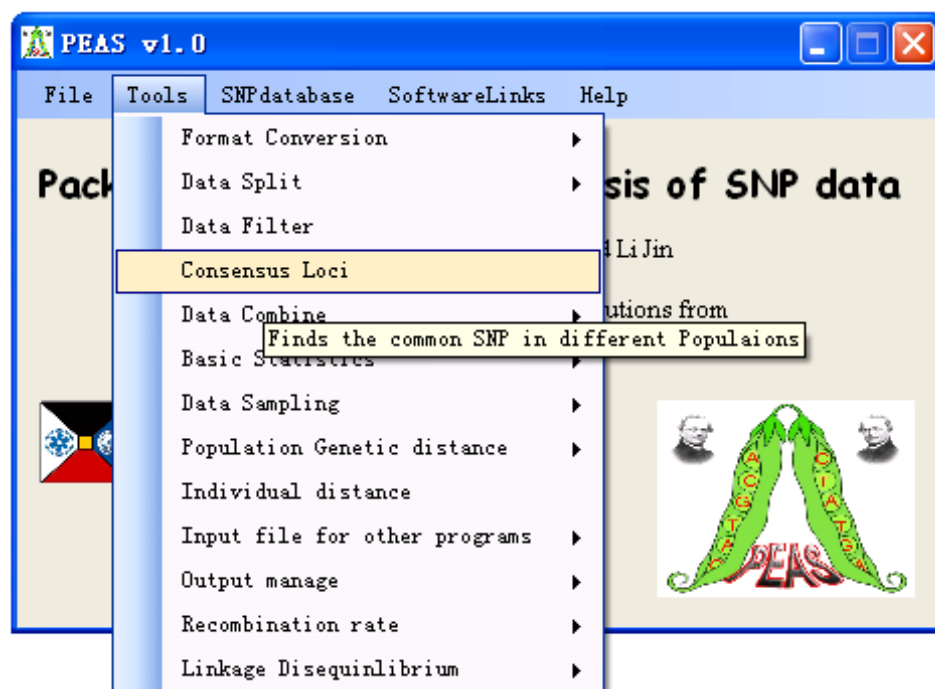 PEAS v1.0
File Tools SNPdatabase SoftwareLinks Help
Format Conversion
Pack Data Split sis of SNP data
Data Filter
Li Jin
Consensus Loci
Data Combine utions from
Finds the common SNP in different Populaions
Basic Statistics
Data Sampling
Population Genetic distance
Individual distance
Input file for other programs
Output manage
Recombination rate
Linkage Disequinlibrium
PEAS